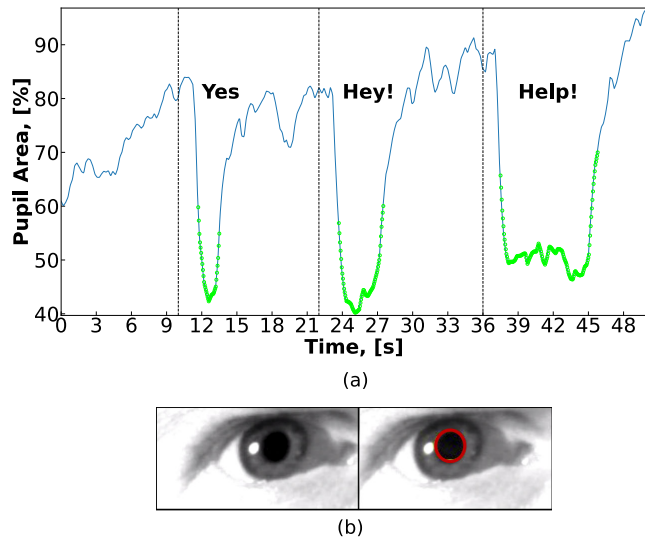 90
80
70
60
50
40
Pupil Area, [%]
Yes
Hey!
Help!
0 3 6 9 12 15 18 21 24 27 30 33 36 39 42 45 48
Time, [s]
(a)
(b)